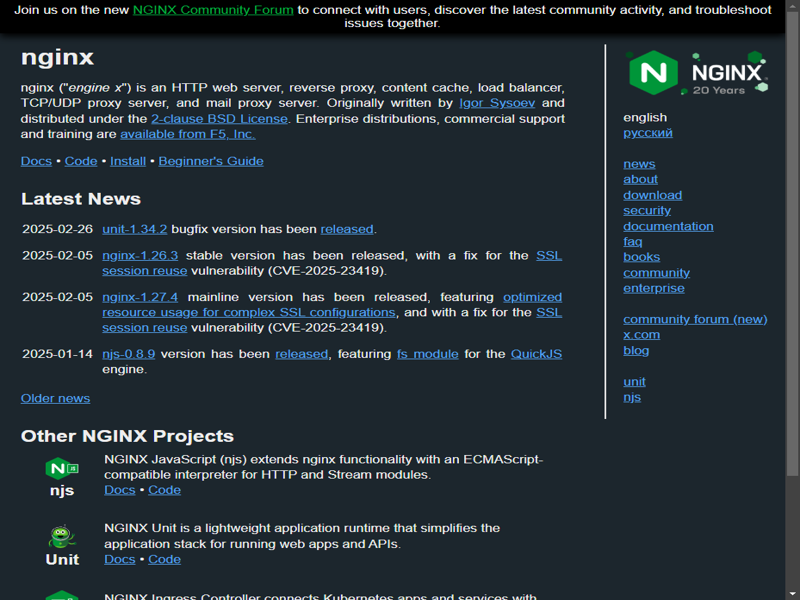 Join us on the new NGINX Community Forum to connect with users, discover the latest community activity, and troubleshoot
issues together.
nginx
nginx ("engine x") is an HTTP web server, reverse proxy, content cache, load balancer,
TCP/UDP proxy server, and mail proxy server. Originally written by Igor Sysoev and
distributed under the 2-clause BSD License. Enterprise distributions, commercial support
and training are available from F5, Inc.
Docs • Code • Install • Beginner's Guide
Latest News
2025-02-26 unit-1.34.2 bugfix version has been released.
2025-02-05 nginx-1.26.3 stable version has been released, with a fix for the SSL
session reuse vulnerability (CVE-2025-23419).
2025-02-05 nginx-1.27.4 mainline version has been released, featuring optimized
resource usage for complex SSL configurations, and with a fix for the SSL
session reuse vulnerability (CVE-2025-23419).
2025-01-14 njs-0.8.9 version has been released, featuring fs module for the QuickJS
engine.
Older news
Other NGINX Projects
N JS
njs
NGINX JavaScript (njs) extends nginx functionality with an ECMAScript-
compatible interpreter for HTTP and Stream modules.
Docs • Code
Unit
NGINX Unit is a lightweight application runtime that simplifies the
application stack for running web apps and APIs.
Docs • Code
NGINX Ingress Controller connects Kubernetes apps and services with
N NGINX
20 Years
english
русский
news
about
download
security
documentation
faq
books
community
enterprise
community forum (new)
x.com
blog
unit
njs